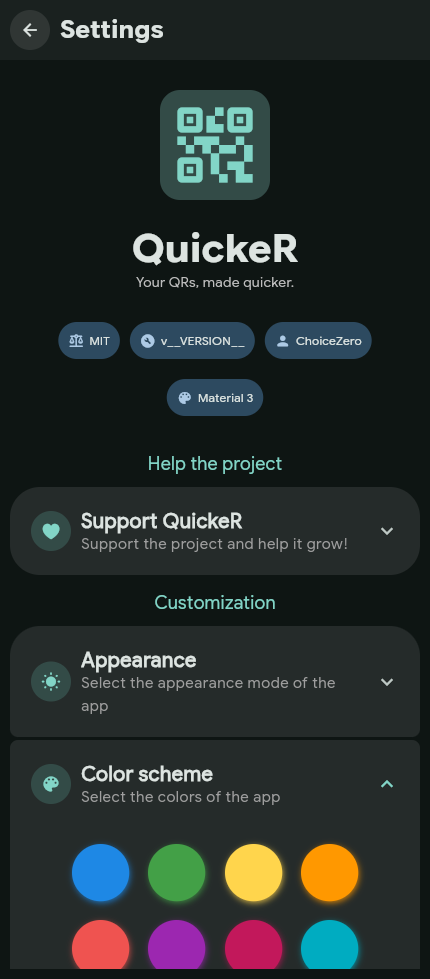 Settings
QuickeR
Your QRs, made quicker.
MIT
v__VERSION__
ChoiceZero
Material 3
Help the project
Support QuickeR
Support the project and help it grow!
Customization
Appearance
Select the appearance mode of the
app
Color scheme
Select the colors of the app